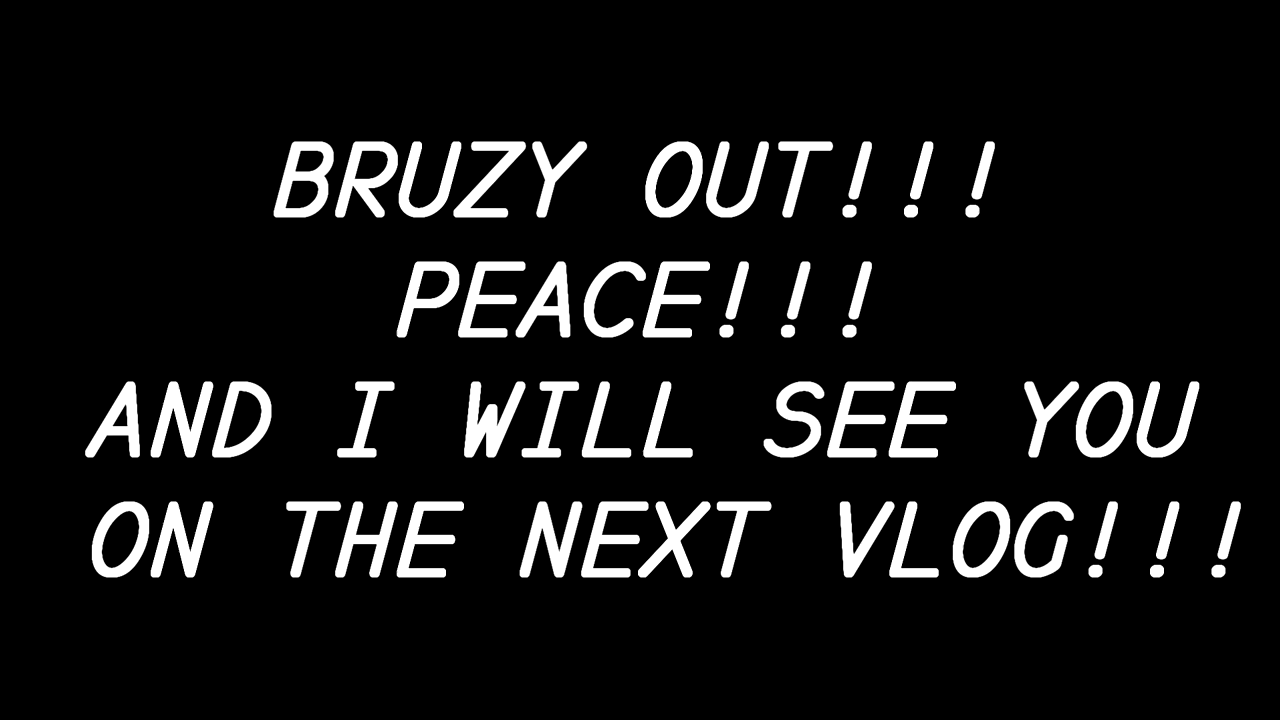 BRUZY OUT!!!
PEACE!!!
AND I WILL SEE YOU
ON THE NEXT VLOG!!!